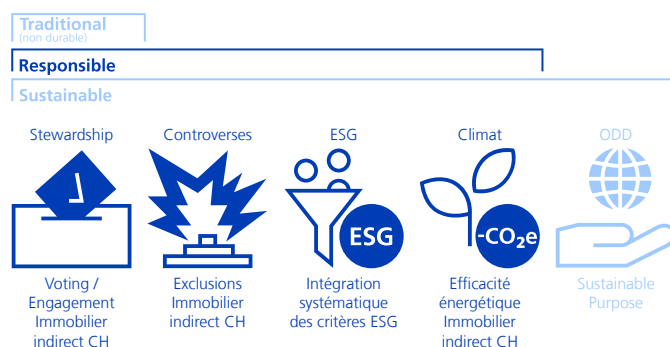 Traditional
(non durable)
Responsible
Sustainable
Stewardship
Controverses
ESG
Climat
ODD
ESG
-CO₂e
Voting /
Engagement
Immobilier
indirect CH
Exclusions
Immobilier
indirect CH
Intégration
systématique
des critères ESG
Efficacité
énergétique
Immobilier
indirect CH
Sustainable
Purpose